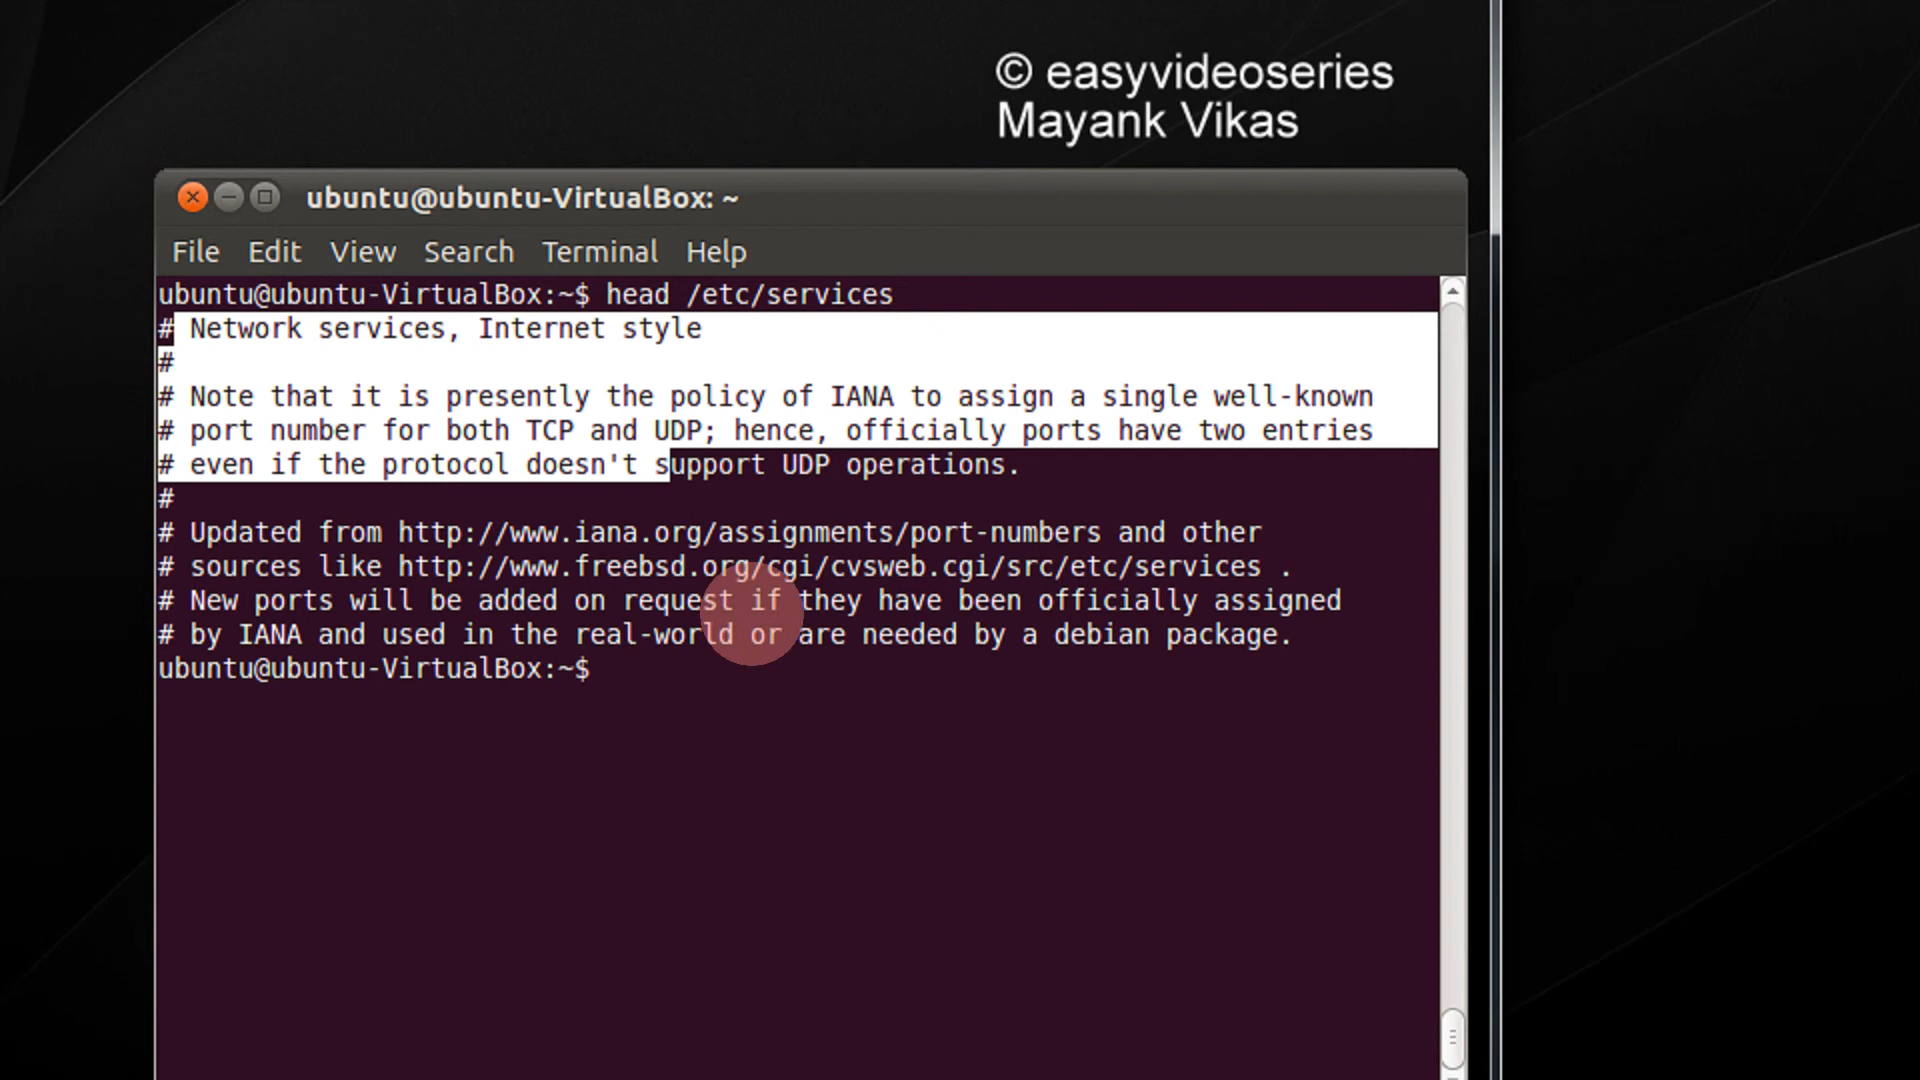 © easyvideoseries
Mayank Vikas
ubuntu@ubuntu-VirtualBox: ~
File Edit View Search Terminal Help
ubuntu@ubuntu-VirtualBox:~$ head /etc/services
# Network services, Internet style
#
# Note that it is presently the policy of IANA to assign a single well-known
# port number for both TCP and UDP; hence, officially ports have two entries
# even if the protocol doesn't support UDP operations.
#
# Updated from http://www.iana.org/assignments/port-numbers and other
# sources like http://www.freebsd.org/cgi/cvsweb.cgi/src/etc/services .
# New ports will be added on request if they have been officially assigned
# by IANA and used in the real-world or are needed by a debian package.
ubuntu@ubuntu-VirtualBox:~$